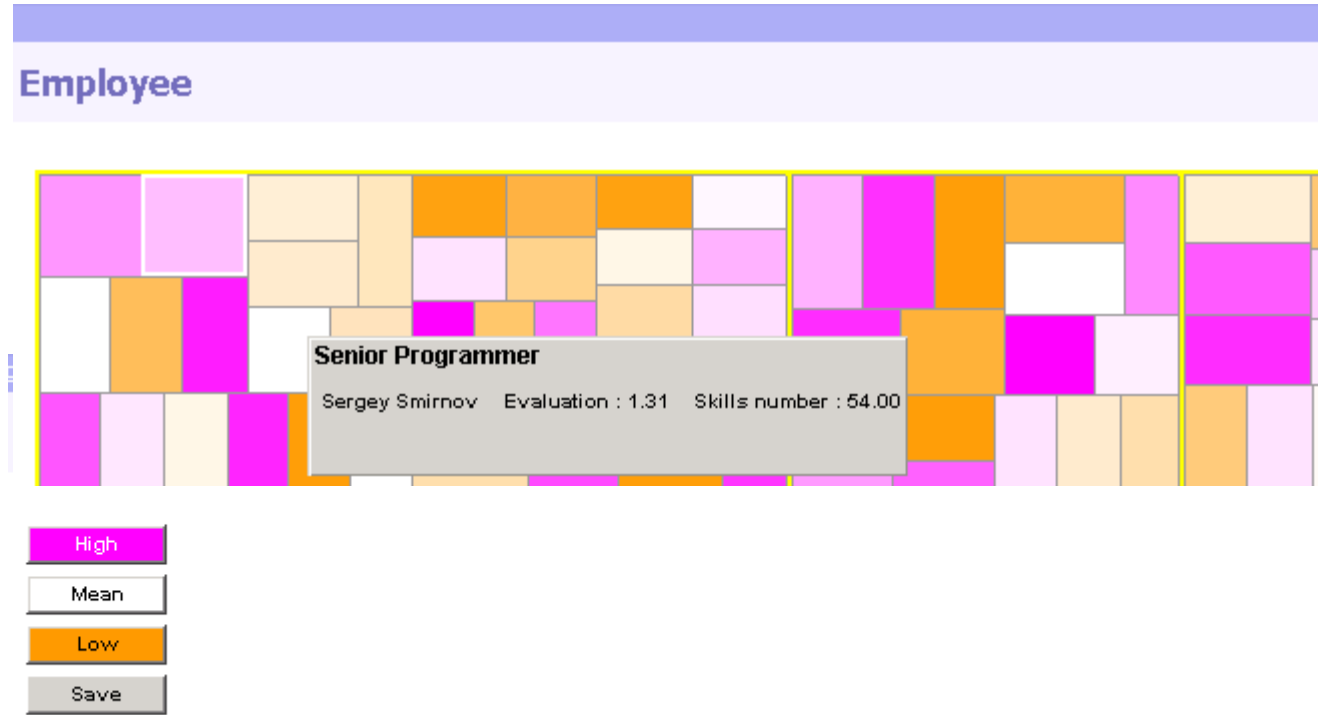 Employee
Senior Programmer
Sergey Smirnov Evaluation : 1.31 Skills number : 54.00
High
Mean
Low
Save